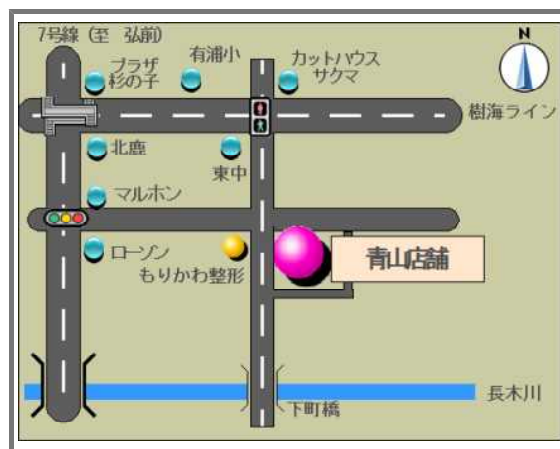 7号線（至　弘前）
有浦小
カットハウス
サクマ
N
プラザ
杉の子
樹海ライン
北鹿
東中
マルホン
ローソン
もりかわ整形
青山店舗
長木川
下町橋